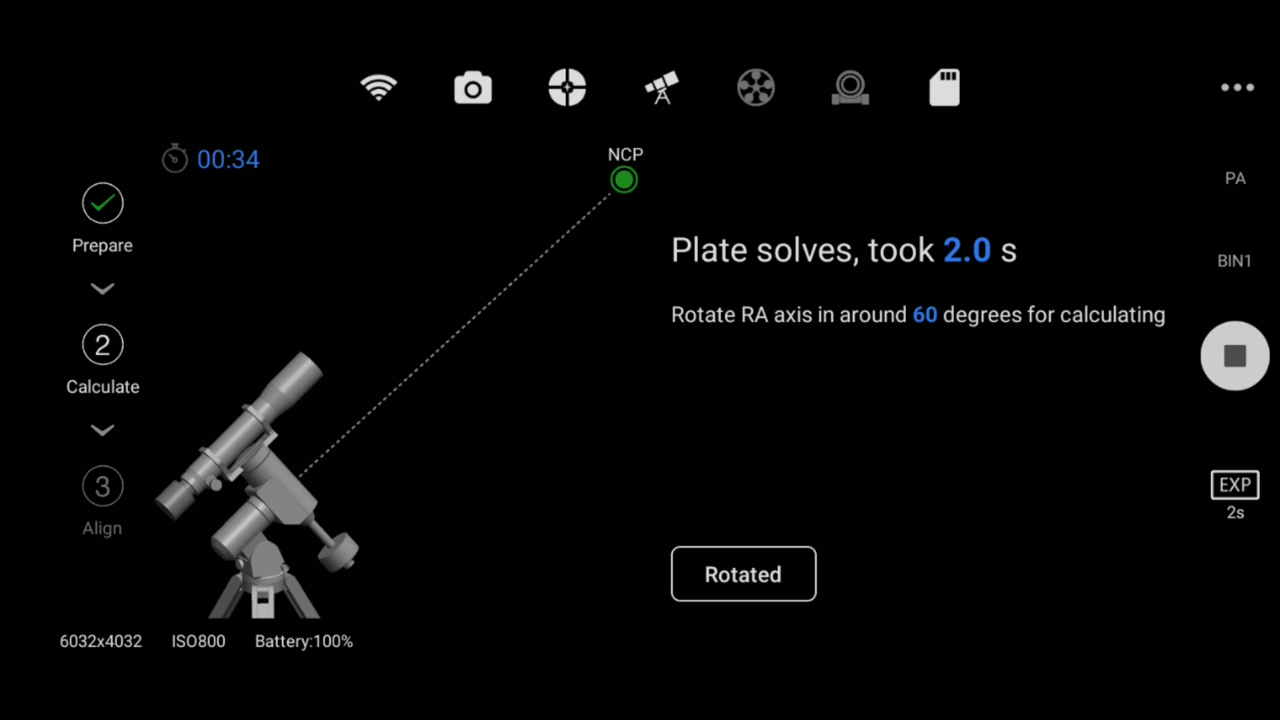 00:34
NCP
PA
Prepare
Plate solves, took 2.0 s
BIN1
Rotate RA axis in around 60 degrees for calculating
2
Calculate
3
EXP
2s
Align
Rotated
6032x4032 ISO800 Battery:100%